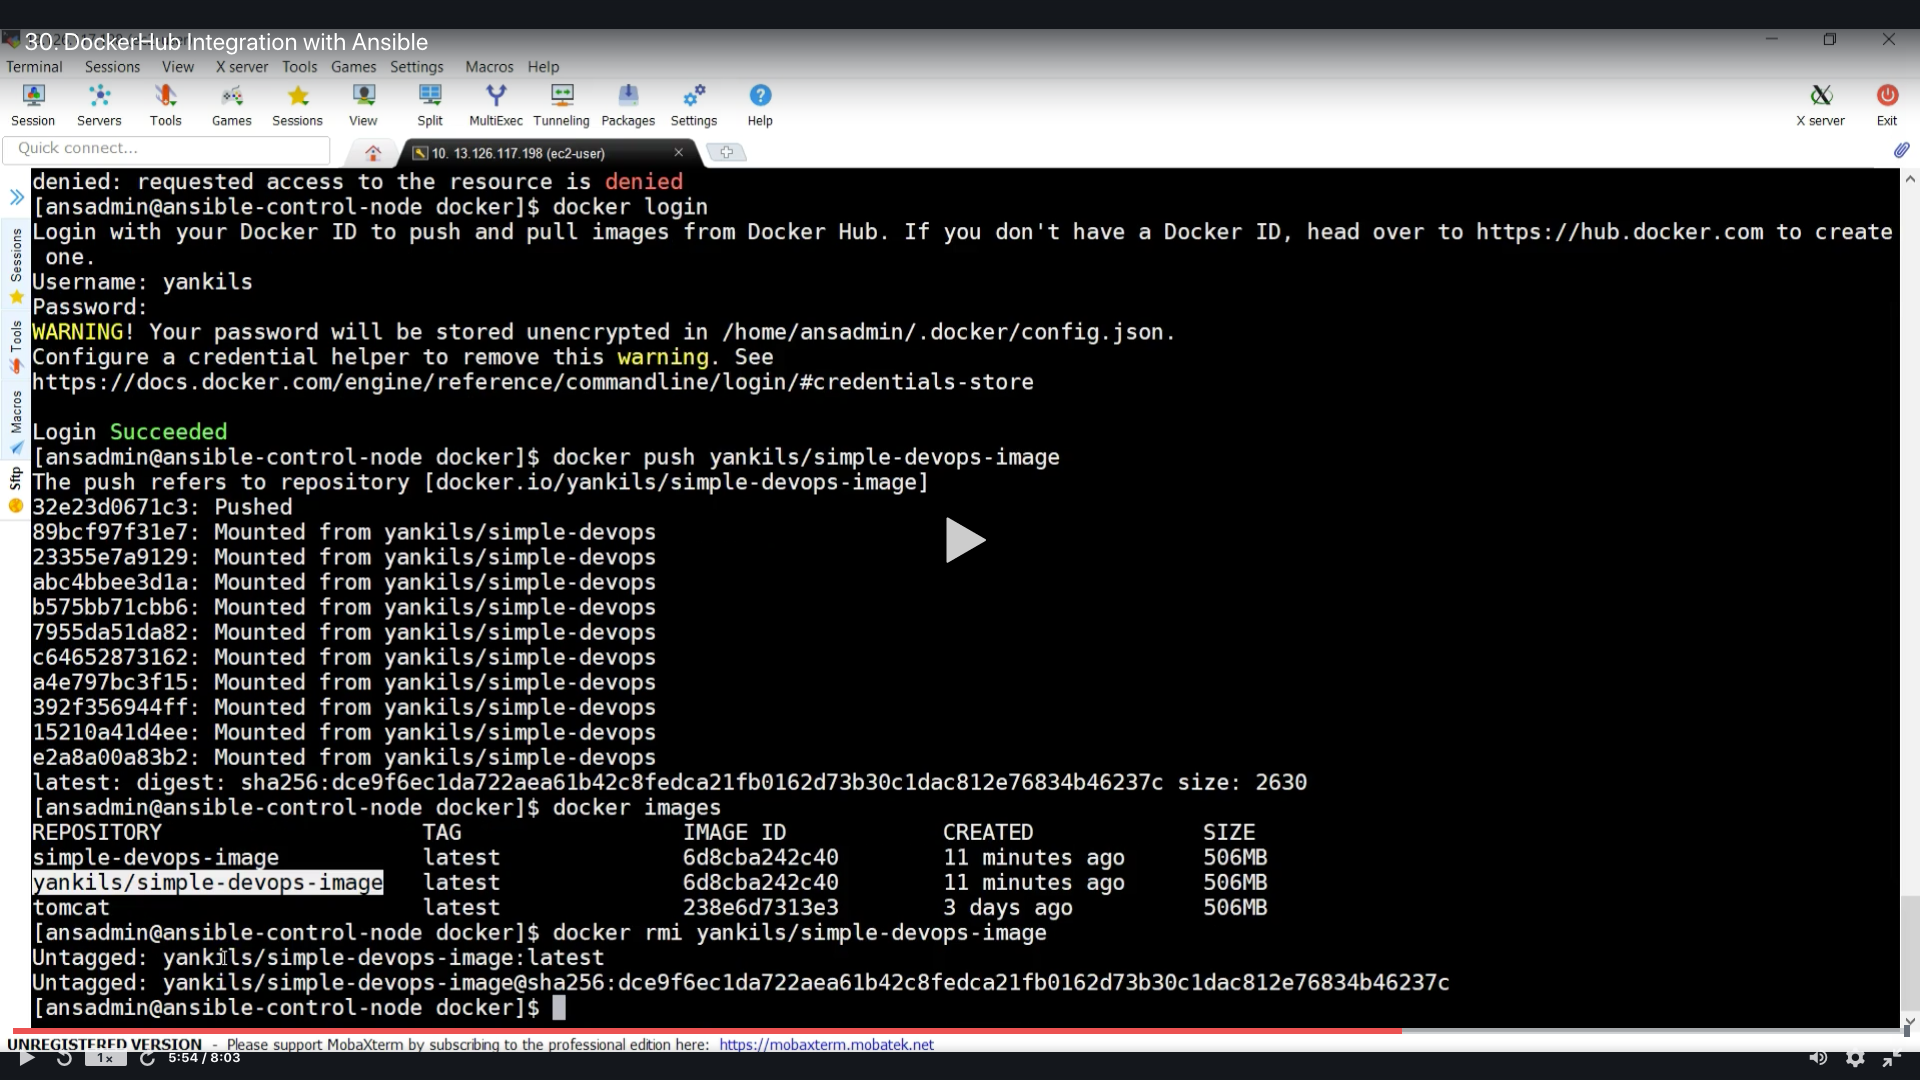 30. DockerHub Integration with Ansible
Terminal Sessions View X server Tools Games Settings Macros Help
Session Servers Tools Games Sessions View Split MultiExec Tunneling Packages Settings Help X server Exit
Quick connect...
10. 13.126.117.198 (ec2-user)
Sessions
Tools
Macros
Sftp
denied: requested access to the resource is denied
[ansadmin@ansible-control-node docker]$ docker login
Login with your Docker ID to push and pull images from Docker Hub. If you don't have a Docker ID, head over to https://hub.docker.com to create
one.
Username: yankils
Password:
WARNING! Your password will be stored unencrypted in /home/ansadmin/.docker/config.json.
Configure a credential helper to remove this warning. See
https://docs.docker.com/engine/reference/commandline/login/#credentials-store
Login Succeeded
[ansadmin@ansible-control-node docker]$ docker push yankils/simple-devops-image
The push refers to repository [docker.io/yankils/simple-devops-image]
32e23d0671c3: Pushed
89bcf97f31e7: Mounted from yankils/simple-devops
23355e7a9129: Mounted from yankils/simple-devops
abc4bbee3d1a: Mounted from yankils/simple-devops
b575bb71cbb6: Mounted from yankils/simple-devops
7955da51da82: Mounted from yankils/simple-devops
c64652873162: Mounted from yankils/simple-devops
a4e797bc3f15: Mounted from yankils/simple-devops
392f356944ff: Mounted from yankils/simple-devops
15210a41d4ee: Mounted from yankils/simple-devops
e2a8a00a83b2: Mounted from yankils/simple-devops
latest: digest: sha256:dce9f6ec1da722aea61b42c8fedca21fb0162d73b30c1dac812e76834b46237c size: 2630
[ansadmin@ansible-control-node docker]$ docker images
REPOSITORY TAG IMAGE ID CREATED SIZE
simple-devops-image latest 6d8cba242c40 11 minutes ago 506MB
yankils/simple-devops-image latest 6d8cba242c40 11 minutes ago 506MB
tomcat latest 238e6d7313e3 3 days ago 506MB
[ansadmin@ansible-control-node docker]$ docker rmi yankils/simple-devops-image
Untagged: yankils/simple-devops-image:latest
Untagged: yankils/simple-devops-image@sha256:dce9f6ec1da722aea61b42c8fedca21fb0162d73b30c1dac812e76834b46237c
[ansadmin@ansible-control-node docker]$
UNREGISTERED VERSION - Please support MobaXterm by subscribing to the professional edition here: https://mobaxterm.mobatek.net
1x 5:54 / 8:03